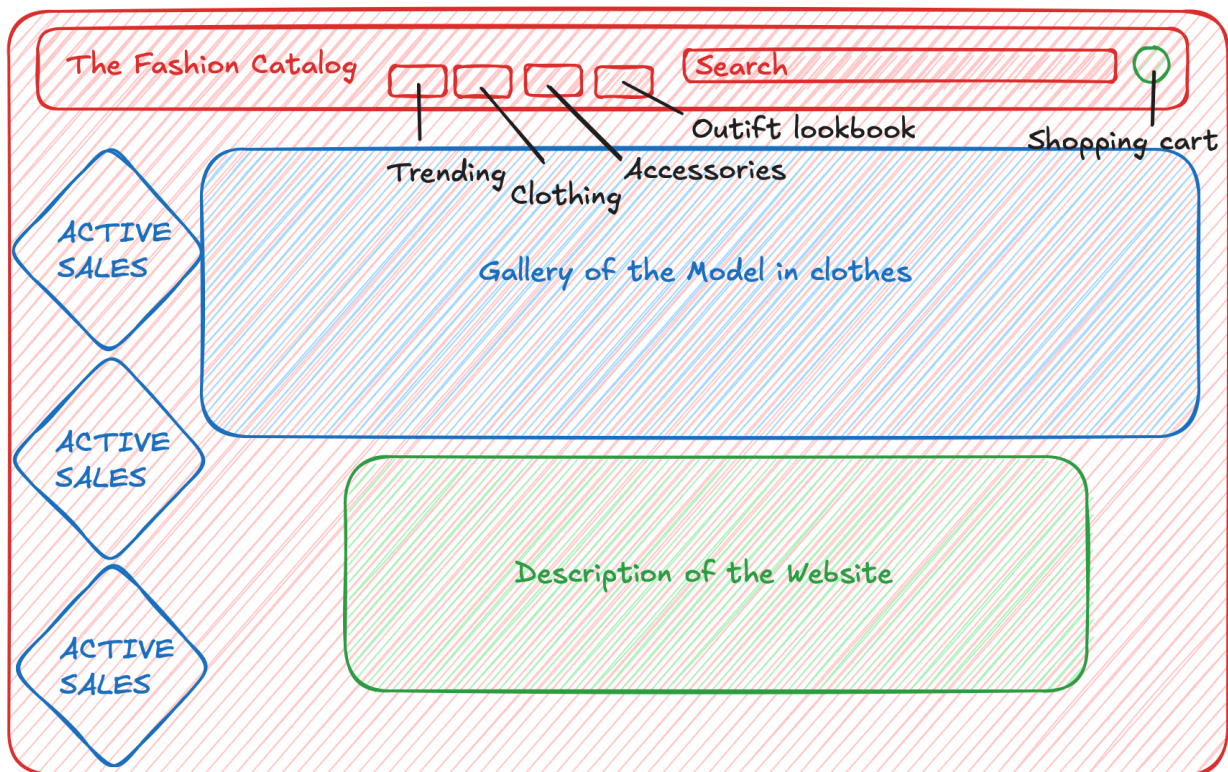 The Fashion Catalog
Search
Outift lookbook
Shopping cart
Trending
Accessories
Clothing
ACTIVE
SALES
Gallery of the Model in clothes
ACTIVE
SALES
Description of the Website
ACTIVE
SALES